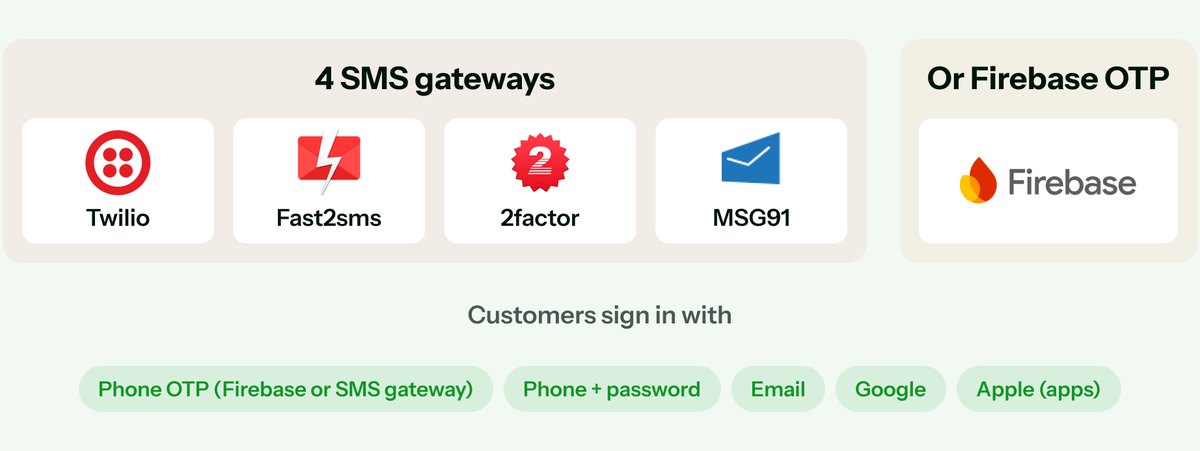 4 SMS gateways
Or Firebase OTP
2
Twilio
Fast2sms
2factor
MSG91
Firebase
Customers sign in with
Phone OTP (Firebase or SMS gateway)
Phone + password
Email
Google
Apple (apps)